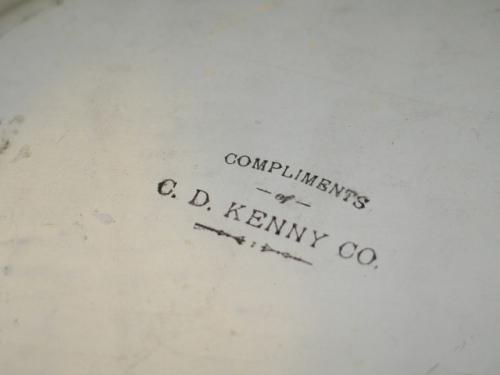 COMPLIMENTS
- of -
C. D. KENNY CO.